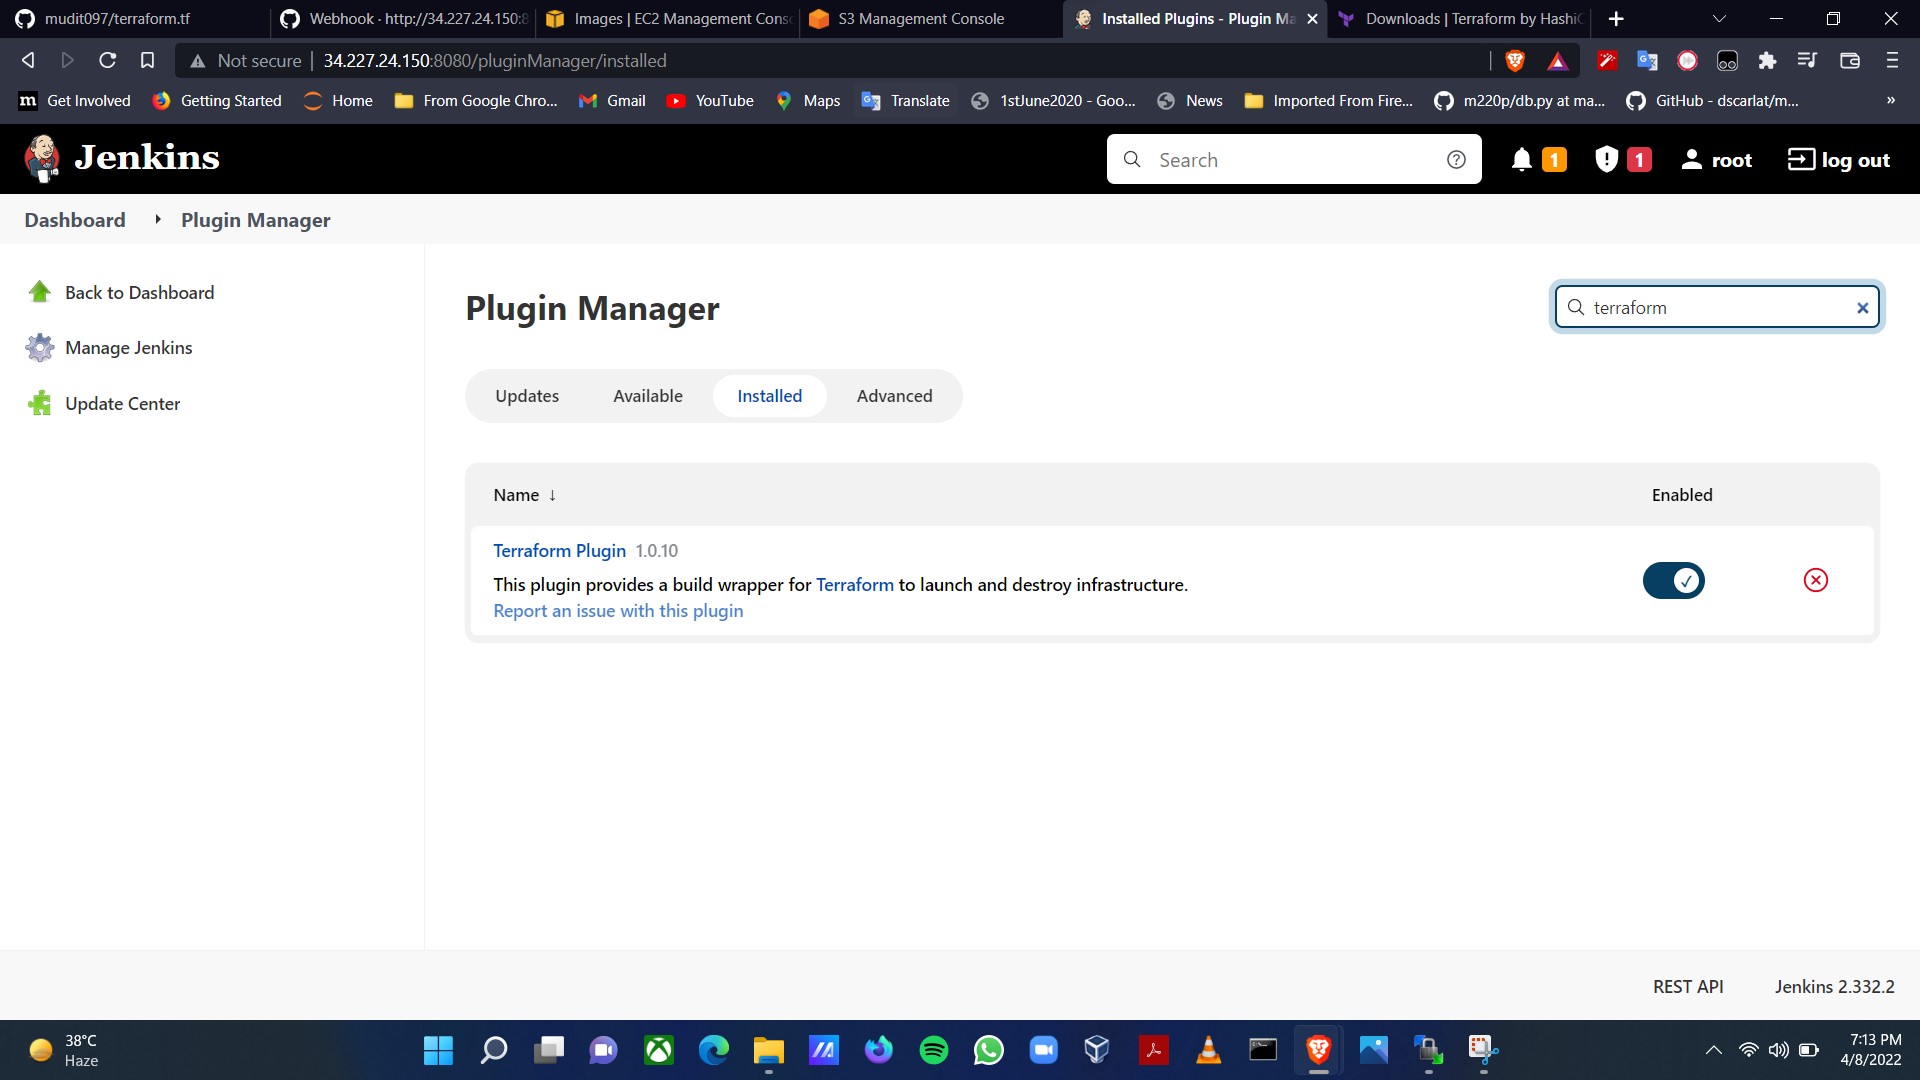 mudit097/terraform.tf
Webhook · http://34.227.24.150:8
Images | EC2 Management Cons
S3 Management Console
Installed Plugins - Plugin Ma
Downloads | Terraform by HashiC
Not secure
34.227.24.150:8080/pluginManager/installed
Get Involved
Getting Started
Home
From Google Chro...
Gmail
YouTube
Maps
Translate
1stJune2020 - Goo...
News
Imported From Fire...
m220p/db.py at ma...
GitHub - dscarlat/m...
»
Jenkins
Search
1
1
root
log out
Dashboard
Plugin Manager
Back to Dashboard
Manage Jenkins
Update Center
Plugin Manager
terraform
Updates
Available
Installed
Advanced
Name ↓
Enabled
Terraform Plugin 1.0.10
This plugin provides a build wrapper for Terraform to launch and destroy infrastructure.
Report an issue with this plugin
REST API
Jenkins 2.332.2
38°C
Haze
7:13 PM
4/8/2022